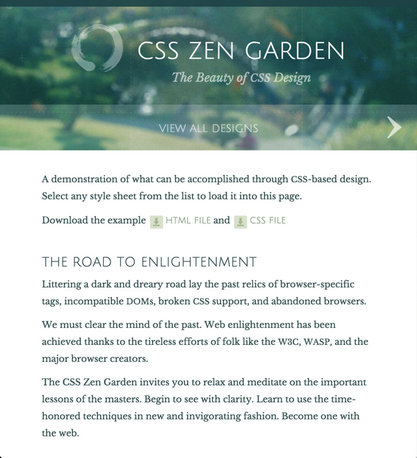 CSS ZEN GARDEN
The Beauty of CSS Design
VIEW ALL DESIGNS
A demonstration of what can be accomplished through CSS-based design.
Select any style sheet from the list to load it into this page.
Download the example HTML FILE and CSS FILE
THE ROAD TO ENLIGHTENMENT
Littering a dark and dreary road lay the past relics of browser-specific
tags, incompatible DOMs, broken CSS support, and abandoned browsers.
We must clear the mind of the past. Web enlightenment has been
achieved thanks to the tireless efforts of folk like the W3C, WASP, and the
major browser creators.
The CSS Zen Garden invites you to relax and meditate on the important
lessons of the masters. Begin to see with clarity. Learn to use the time-
honored techniques in new and invigorating fashion. Become one with
the web.